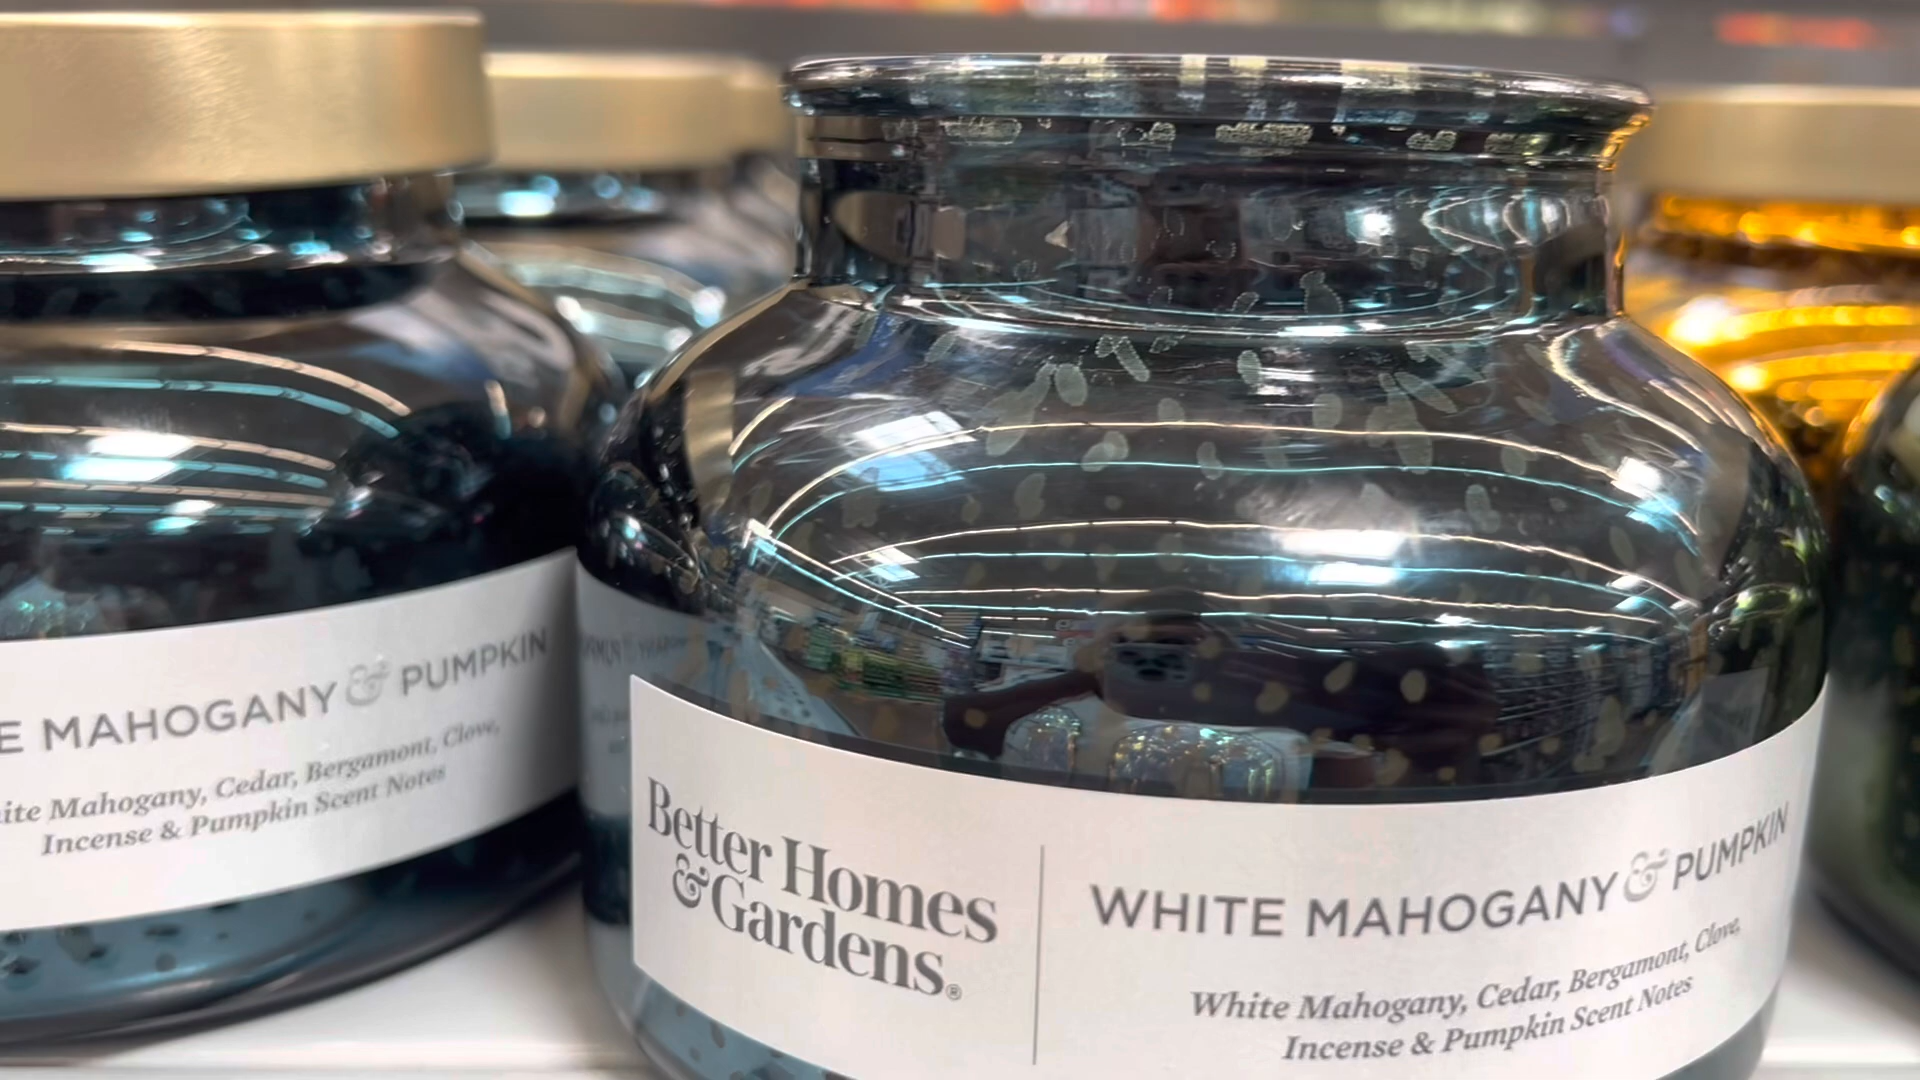 E MAHOGANY & PUMPKIN
ite Mahogany, Cedar, Bergamont, Clove,
Incense & Pumpkin Scent Notes
Better Homes
& Gardens®
WHITE MAHOGANY & PUMPKIN
White Mahogany, Cedar, Bergamont, Clove,
Incense & Pumpkin Scent Notes